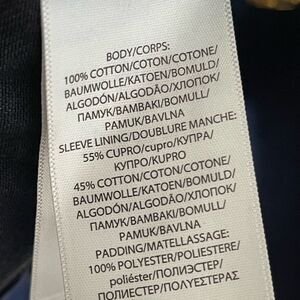 BODY/CORPS:
100% COTTON/COTON/COTONE/
BAUMWOLLE/KATOEN/BOMULD/
ALGODÓN/ALGODÃO/ХЛОПОК/
ПАМУК/BAMBAKI/BOMULL/
PAMUK/BAVLNA
SLEEVE LINING/DOUBLURE MANCHE:
55% CUPRO/cupro/КУПРА/
КУПРО/KUPRO
45% COTTON/COTON/COTONE/
BAUMWOLLE/KATOEN/BOMULD/
ALGODÓN/ALGODÃO/ХЛОПОК/
ПАМУК/BAMBAKI/BOMULL/
PAMUK/BAVLNA
PADDING/MATELASSAGE:
100% POLYESTER/POLIESTERE/
poliéster/ПОЛИЭСТЕР/
ПОЛИЕСТЕР/ΠΟΛΥΕΣΤΕΡΑΣ